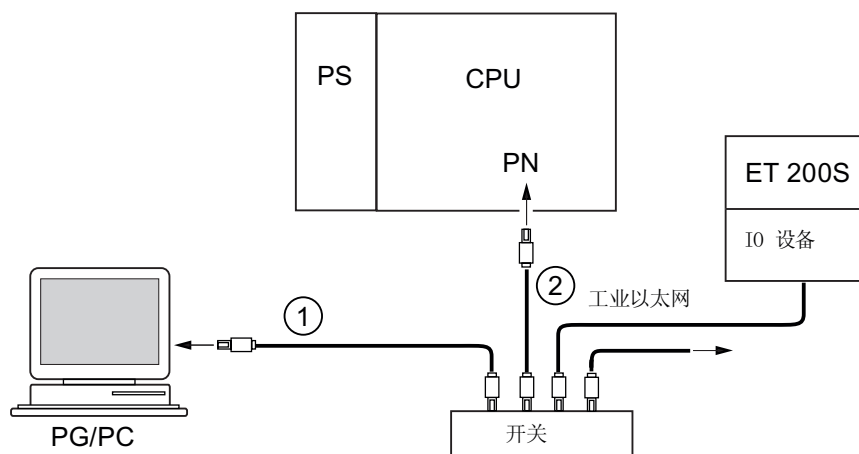 PS
CPU
PN
ET 200S
IO 设备
①
②
工业以太网
PG/PC
开关